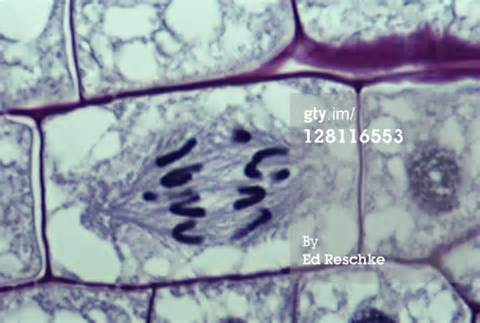 gty.im/
128116553
By
Ed Reschke